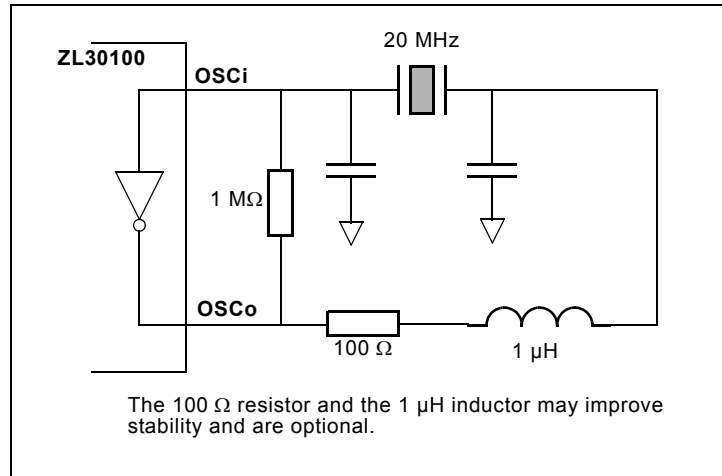 20 MHz
ZL30100
OSCi
1 MΩ
OSCo
100 Ω
1 µH
The 100 Ω resistor and the 1 µH inductor may improve
stability and are optional.